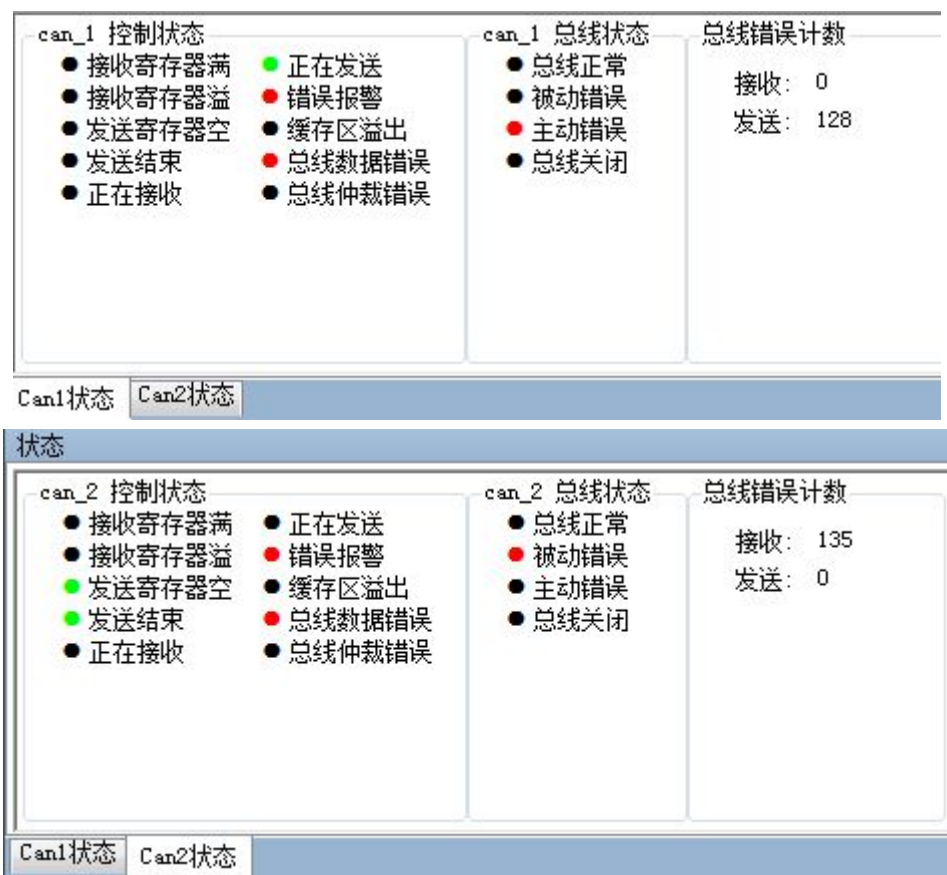 can_1 控制状态 can_1 总线状态 总线错误计数
接收寄存器满 正在发送 总线正常 接收: 0
接收寄存器溢 错误报警 被动错误 发送: 128
发送寄存器空 缓存区溢出 主动错误
发送结束 总线数据错误 总线关闭
正在接收 总线仲裁错误
Can1状态 Can2状态
状态
can_2 控制状态 can_2 总线状态 总线错误计数
接收寄存器满 正在发送 总线正常 接收: 135
接收寄存器溢 错误报警 被动错误 发送: 0
发送寄存器空 缓存区溢出 主动错误
发送结束 总线数据错误 总线关闭
正在接收 总线仲裁错误
Can1状态 Can2状态